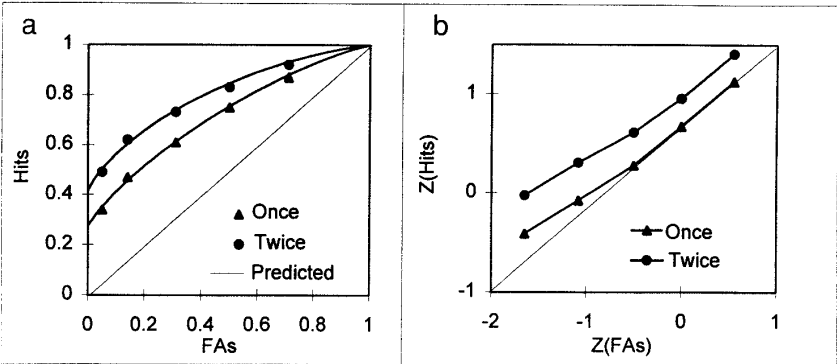 a
1
0.8
0.6
0.4
0.2
0
Hits
0 0.2 0.4 0.6 0.8 1
FAs
Once
Twice
Predicted
b
1
0
-1
Z(Hits)
-2 -1 0 1
Z(FAs)
Once
Twice